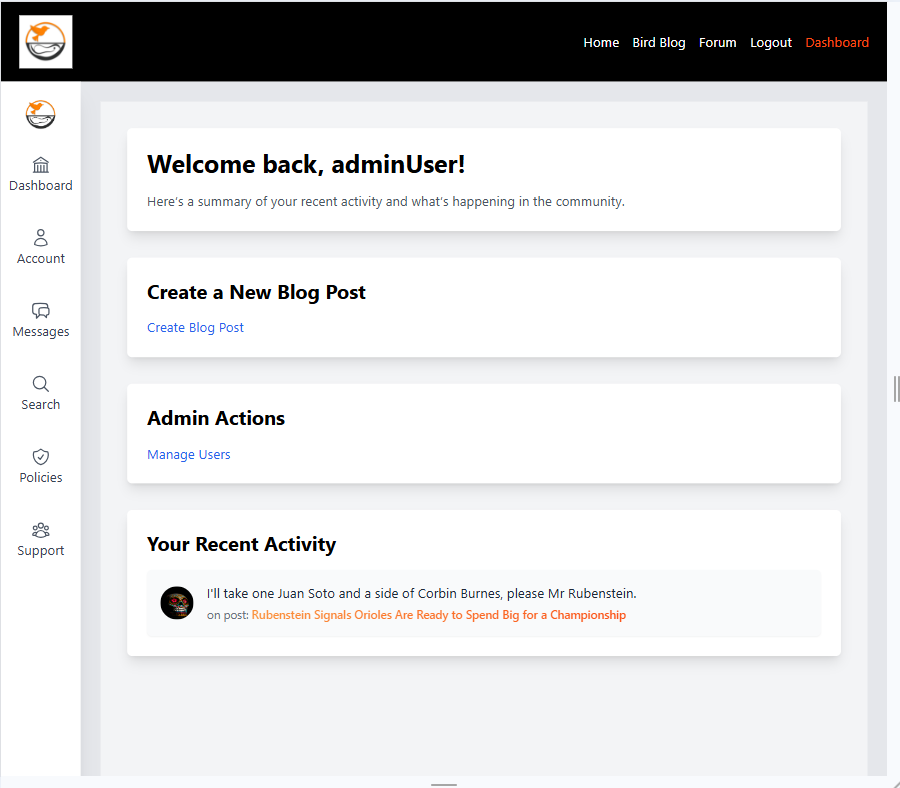 Home Bird Blog Forum Logout Dashboard
Dashboard
Account
Messages
Search
Policies
Support
Welcome back, adminUser!
Here's a summary of your recent activity and what's happening in the community.
Create a New Blog Post
Create Blog Post
Admin Actions
Manage Users
Your Recent Activity
I'll take one Juan Soto and a side of Corbin Burnes, please Mr Rubenstein.
on post: Rubenstein Signals Orioles Are Ready to Spend Big for a Championship